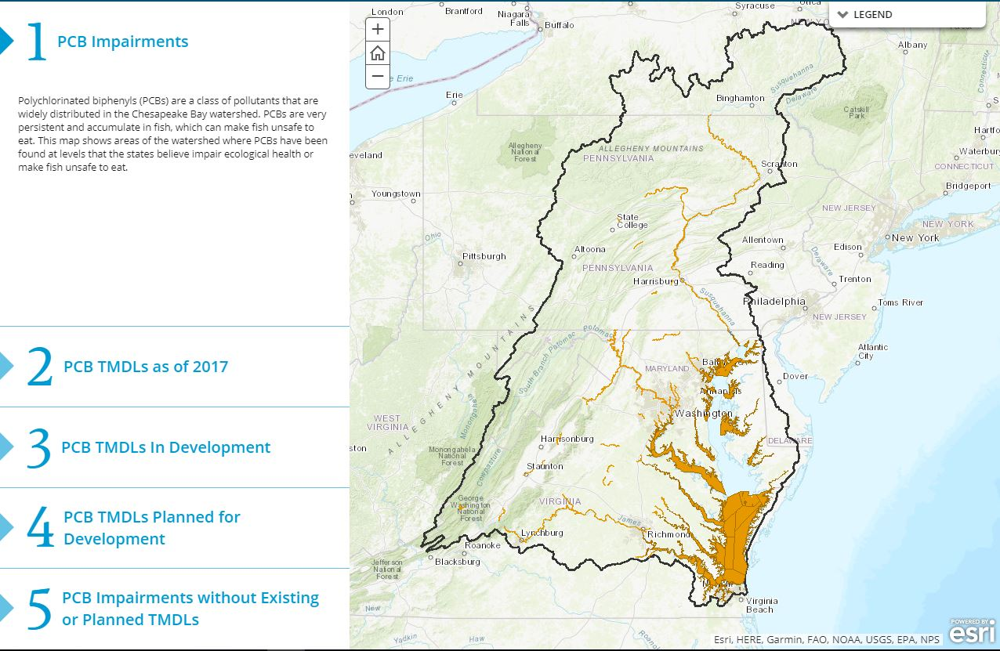 1 PCB Impairments
Polychlorinated biphenyls (PCBs) are a class of pollutants that are
widely distributed in the Chesapeake Bay watershed. PCBs are very
persistent and accumulate in fish, which can make fish unsafe to
eat. This map shows areas of the watershed where PCBs have been
found at levels that the states believe impair ecological health or
make fish unsafe to eat.
2 PCB TMDLs as of 2017
3 PCB TMDLs In Development
4 PCB TMDLs Planned for
Development
5 PCB Impairments without Existing
or Planned TMDLs
LEGEND
+
−
London
Brantford
Niagara
Falls
Buffalo
Syracuse
Utica
Albany
e Erie
Erie
Binghamton
Susquehanna
Delaware
Catskill
Park
Connecticut
Hartfo
Waterbury
CONNECTICUT
Bridgeport
eveland
Allegheny
National
Forest
ALLEGHENY MOUNTAINS
PENNSYLVANIA
Scranton
Youngstown
NEW JERSEY
NEW YORK
New York
State
College
Ohio
Pittsburgh
Altoona
Allentown
Edison
Reading
Delaware
Trenton
PENNSYLVANIA
Harrisburg
Susquehanna
Philadelphia
Toms River
NEW JERSEY
ALLEGHENY MOUNTAINS
South Branch Potomac
Potomac
Atlantic
City
MARYLAND
Dover
Annapolis
Washington
WEST
VIRGINIA
Monongahela
ston
Harrisonburg
DELAWARE
Monongahela
National
Forest
Cowpasture
Staunton
George
Washington
National
Forest
VIRGINIA
James
Lynchburg
Richmond
Roanoke
Blacksburg
Jefferson
National
Forest
Virginia
Beach
New
Yadkin
Haw
Roanoke
Esri, HERE, Garmin, FAO, NOAA, USGS, EPA, NPS
POWERED BY
esri